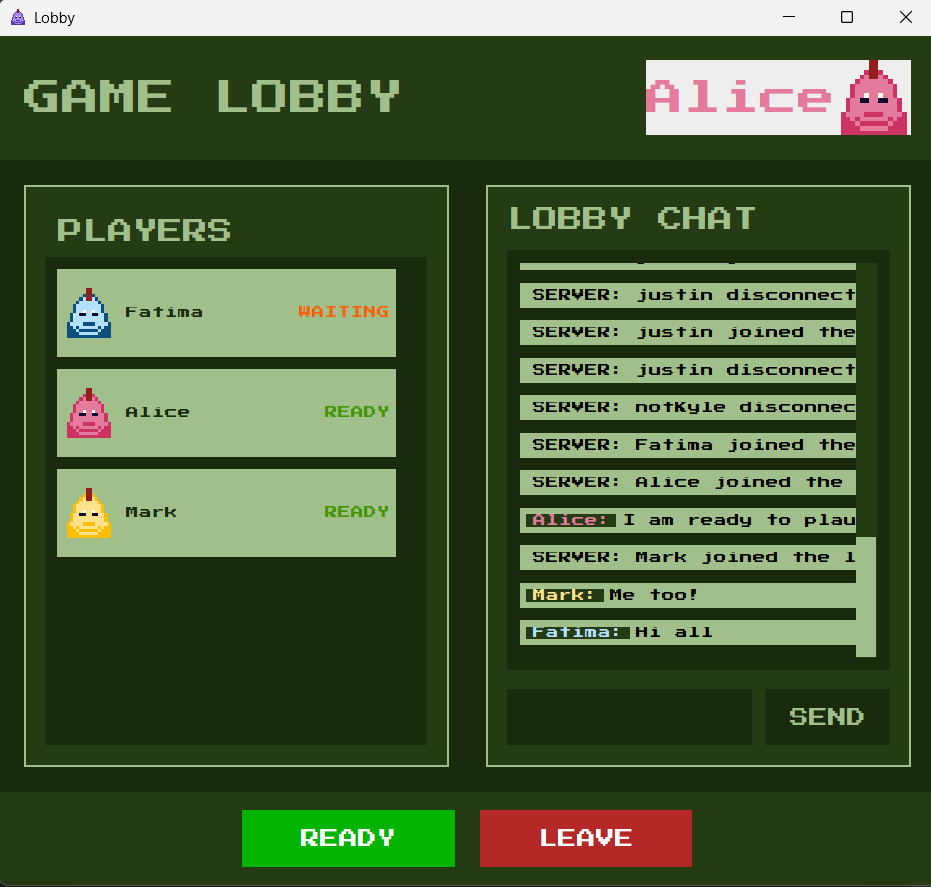 Lobby
GAME LOBBY
Alice
PLAYERS
Fatima WAITING
Alice READY
Mark READY
LOBBY CHAT
SERVER: justin disconnect
SERVER: justin joined the
SERVER: justin disconnect
SERVER: notKyle disconnec
SERVER: Fatima joined the
SERVER: Alice joined the
Alice: I am ready to plau
SERVER: Mark joined the l
Mark: Me too!
Fatima: Hi all
SEND
READY
LEAVE